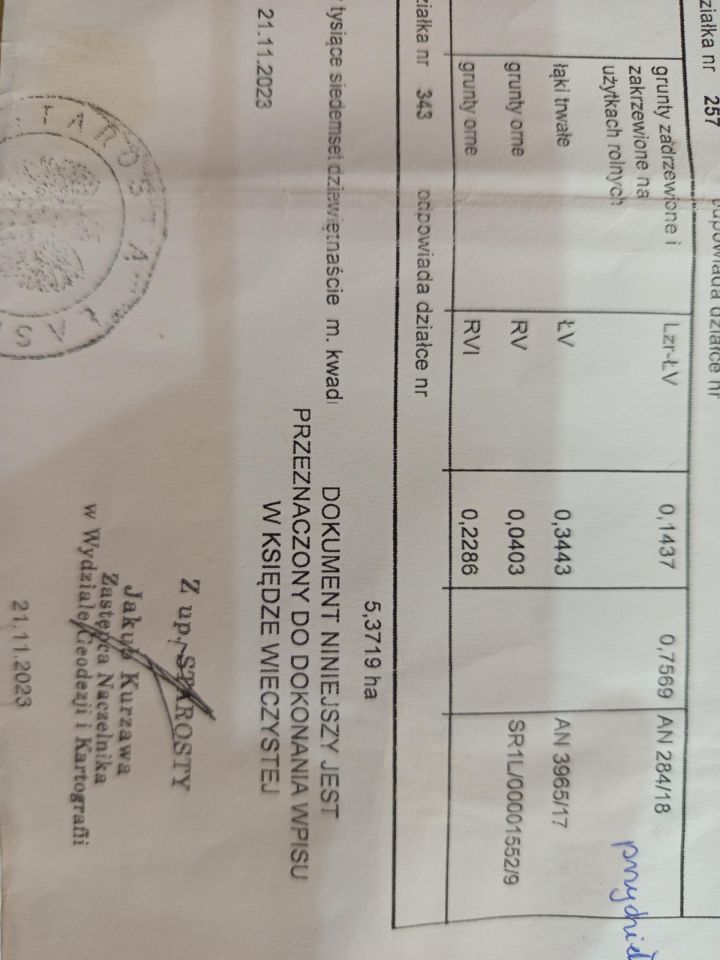 działka nr 257 odpowiada działce nr
grunty zadrzewione i Lzr-ŁV 0,1437 0,7569 AN 284/18
zakrzewione na
użytkach rolnych
łąki trwałe ŁV 0,3443 AN 3965/17
grunty orne RV 0,0403 SR1L/00001552/9
grunty orne RVI 0,2286
działka nr 343 odpowiada działce nr
5,3719 ha
tysiące siedemset dziewiętnaście m. kwad
DOKUMENT NINIEJSZY JEST
PRZEZNACZONY DO DOKONANIA WPISU
W KSIĘDZE WIECZYSTEJ
21.11.2023
Z up. STAROSTY
Jakub Kurzawa
Zastępca Naczelnika
w Wydziale Geodezji i Kartografii
21.11.2023
STAROSTA